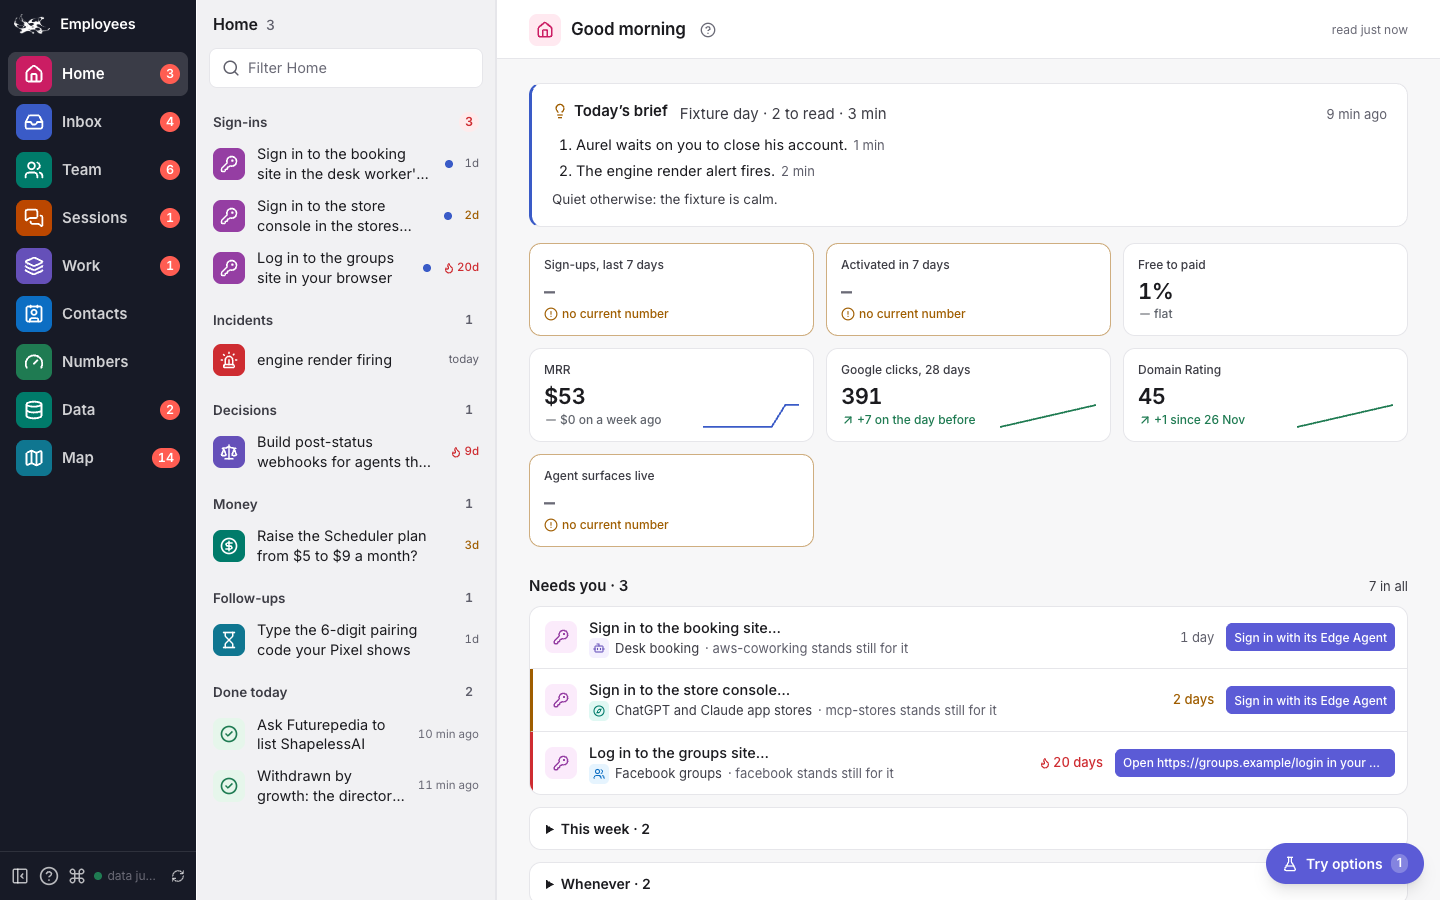 Employees
Home 3
Inbox 4
Team 6
Sessions 1
Work 1
Contacts
Numbers
Data 2
Map 14
data ju...
Home 3
Filter Home
Sign-ins 3
Sign in to the booking
site in the desk worker'... 1d
Sign in to the store
console in the stores... 2d
Log in to the groups
site in your browser 20d
Incidents 1
engine render firing today
Decisions 1
Build post-status
webhooks for agents th... 9d
Money 1
Raise the Scheduler plan
from $5 to $9 a month? 3d
Follow-ups 1
Type the 6-digit pairing
code your Pixel shows 1d
Done today 2
Ask Futurepedia to
list ShapelessAI 10 min ago
Withdrawn by
growth: the director... 11 min ago
Good morning
read just now
Today's brief Fixture day · 2 to read · 3 min 9 min ago
1. Aurel waits on you to close his account. 1 min
2. The engine render alert fires. 2 min
Quiet otherwise: the fixture is calm.
Sign-ups, last 7 days
–
no current number
Activated in 7 days
–
no current number
Free to paid
1%
— flat
MRR
$53
— $0 on a week ago
Google clicks, 28 days
391
+7 on the day before
Domain Rating
45
+1 since 26 Nov
Agent surfaces live
–
no current number
Needs you · 3 7 in all
Sign in to the booking site...
Desk booking · aws-coworking stands still for it
1 day Sign in with its Edge Agent
Sign in to the store console...
ChatGPT and Claude app stores · mcp-stores stands still for it
2 days Sign in with its Edge Agent
Log in to the groups site...
Facebook groups · facebook stands still for it
20 days Open https://groups.example/login in your ...
This week · 2
Whenever · 2
Try options 1